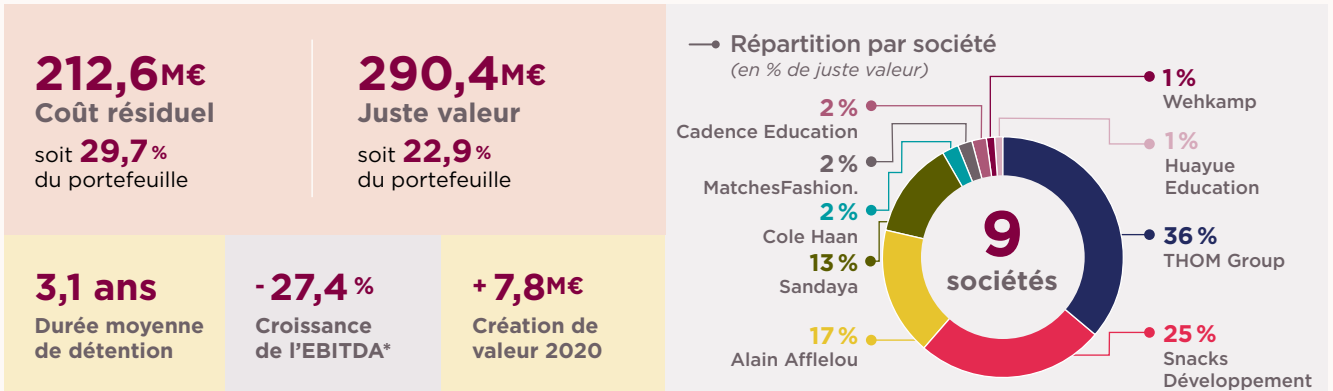 212,6M€
Coût résiduel
soit 29,7 %
du portefeuille
290,4M€
Juste valeur
soit 22,9 %
du portefeuille
3,1 ans
Durée moyenne
de détention
- 27,4 %
Croissance
de l’EBITDA*
+ 7,8M€
Création de
valeur 2020
Répartition par société
(en % de juste valeur)
2 %
Cadence Education
2 %
MatchesFashion.
2 %
Cole Haan
13 %
Sandaya
17 %
Alain Afflelou
9
sociétés
1 %
Wehkamp
1 %
Huayue
Education
36 %
THOM Group
25 %
Snacks
Développement